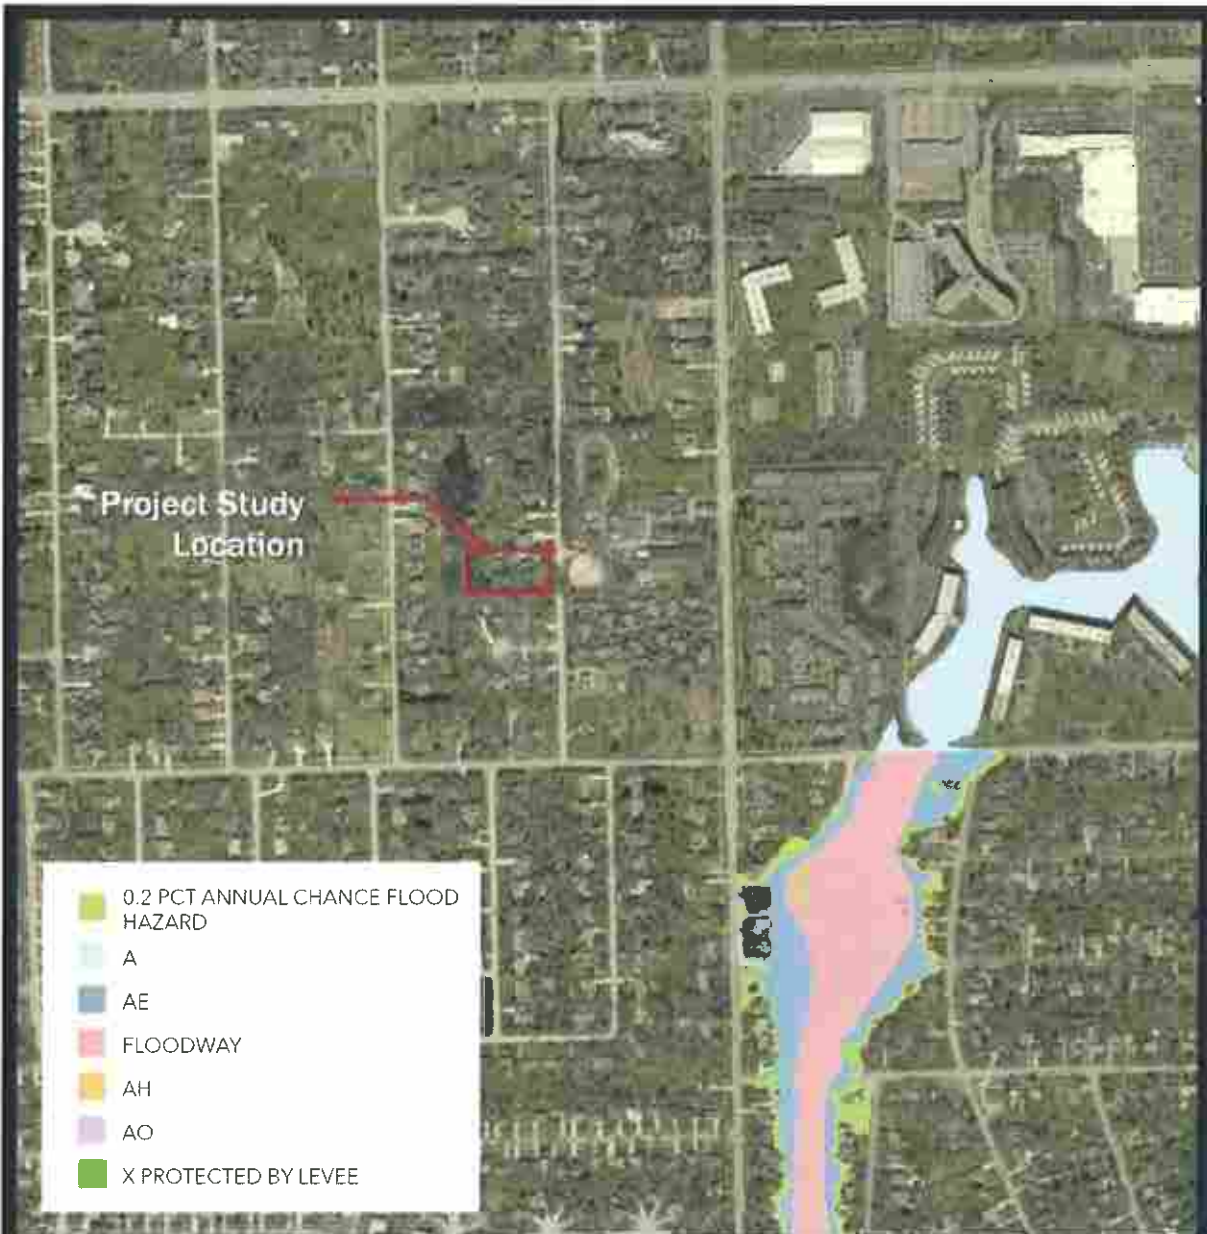 Project Study
Location
0.2 PCT ANNUAL CHANCE FLOOD
HAZARD
A
AE
FLOODWAY
AH
AO
X PROTECTED BY LEVEE